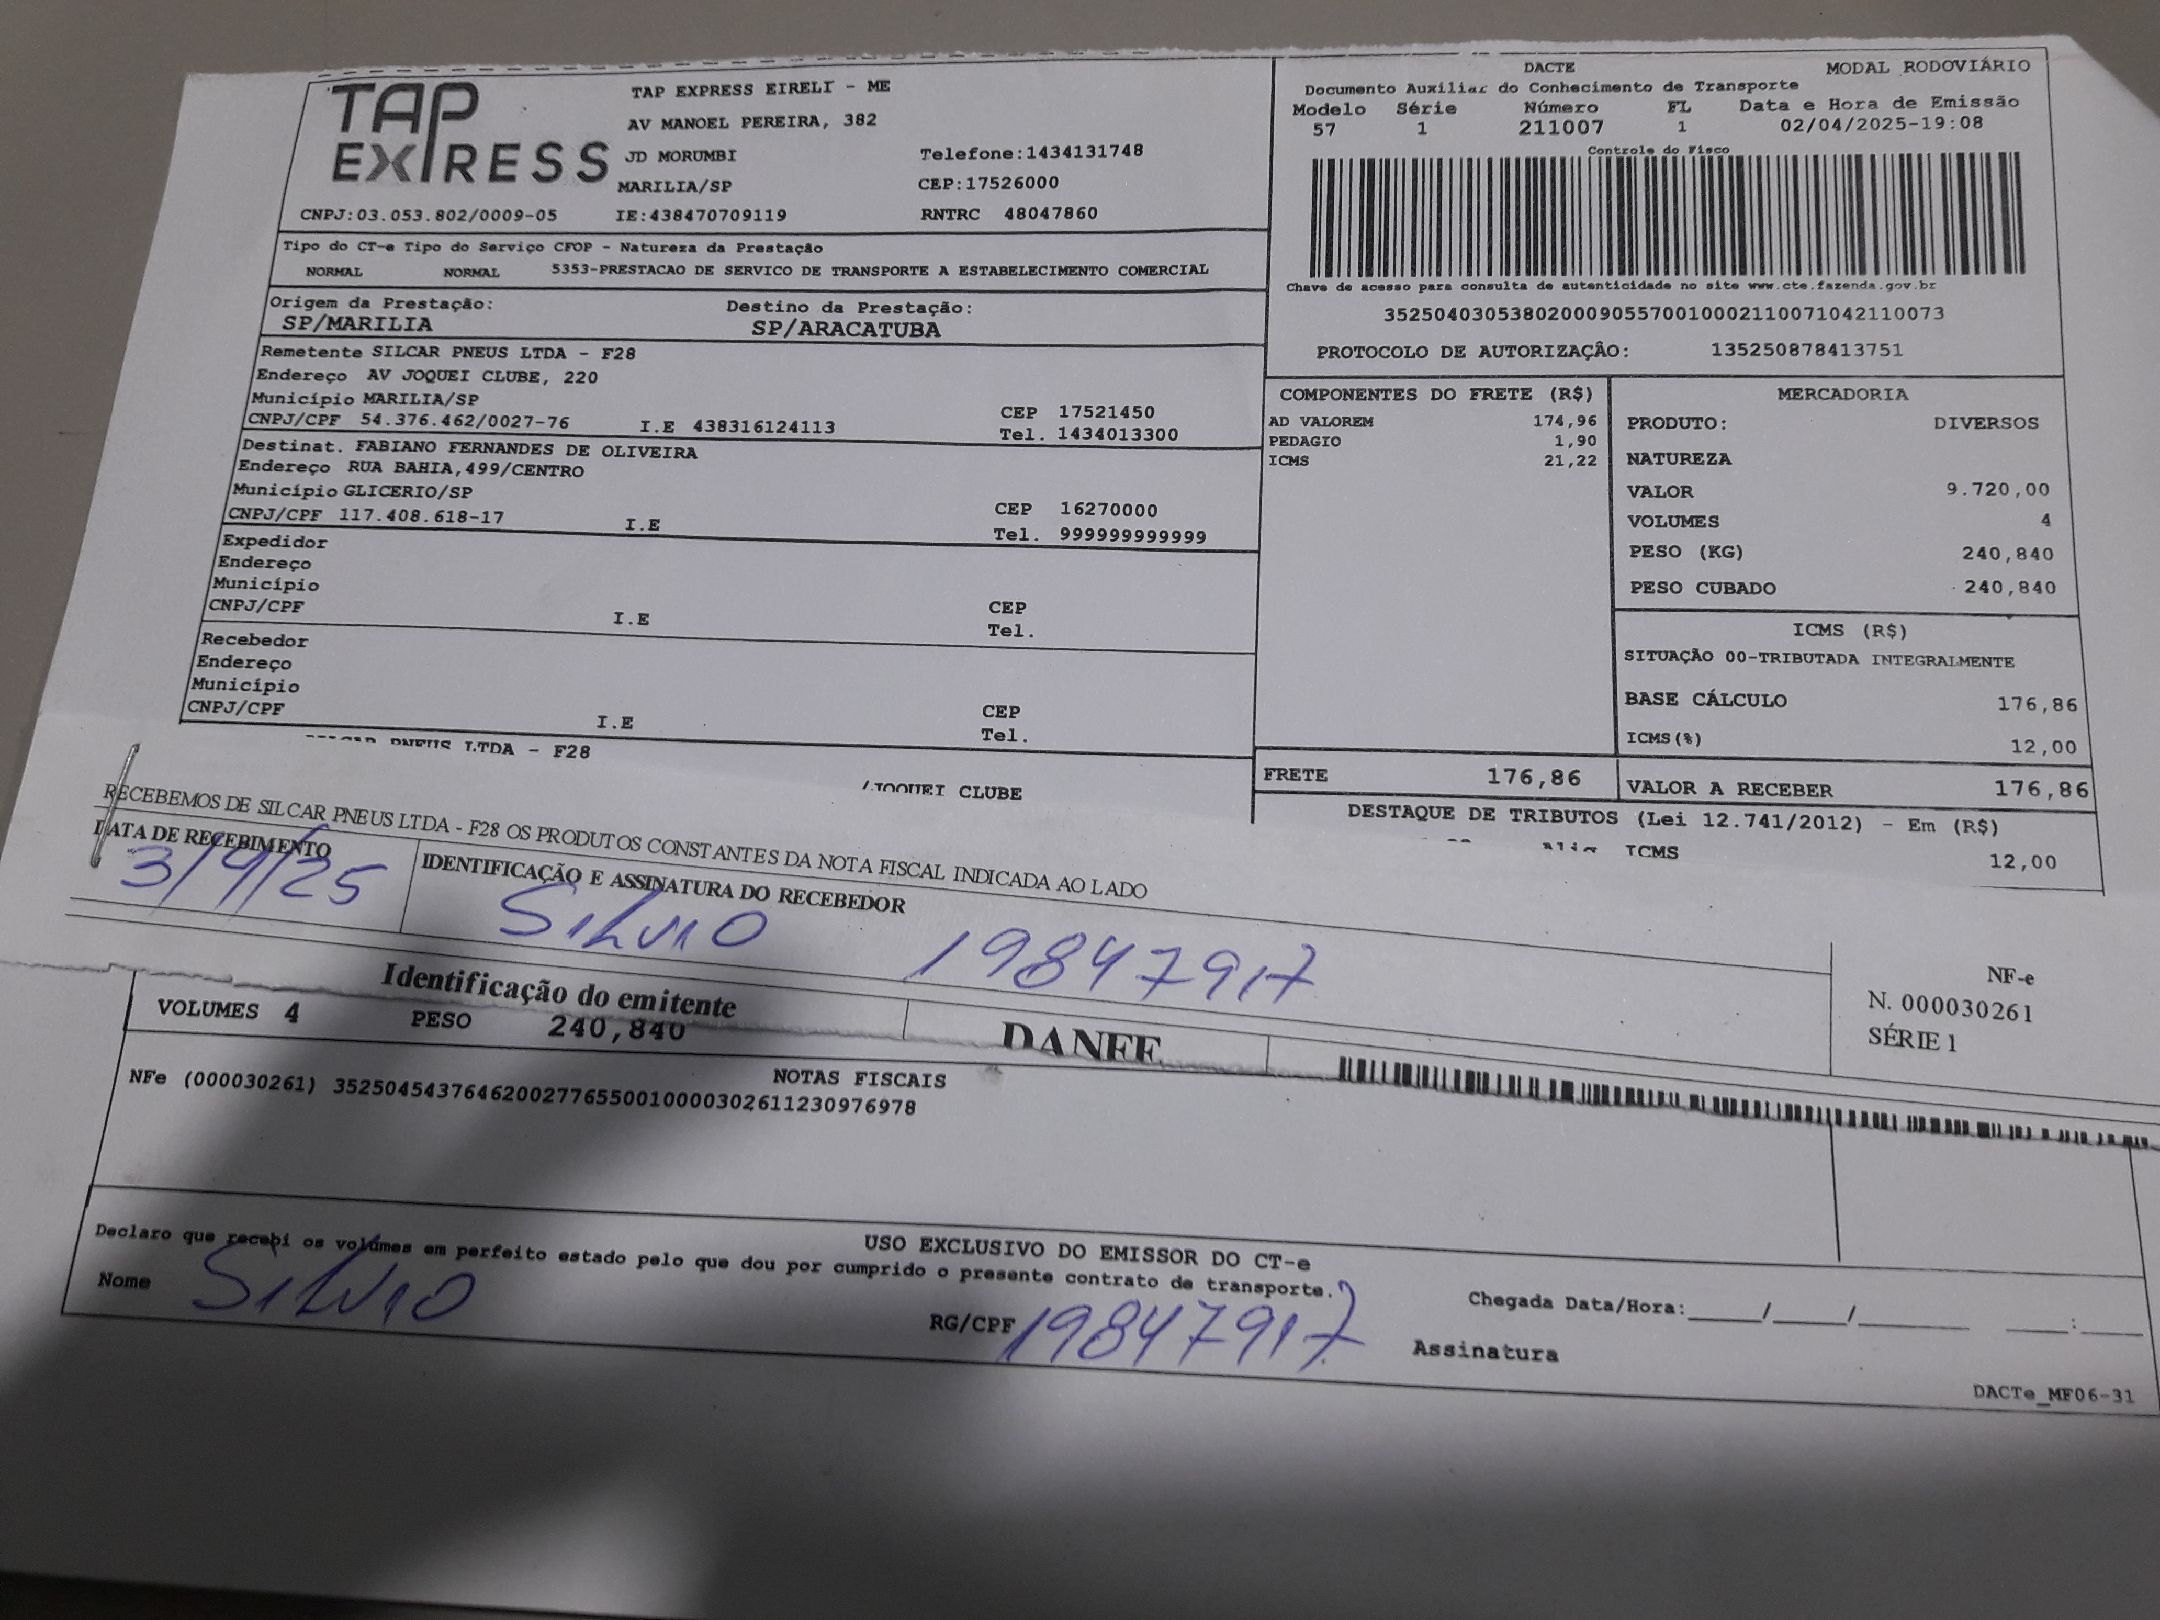 TAP EXPRESS
TAP EXPRESS EIRELI - ME
AV MANOEL PEREIRA, 382
JD MORUMBI Telefone:1434131748
MARILIA/SP CEP:17526000
CNPJ:03.053.802/0009-05 IE:438470709119 RNTRC 48047860
DACTE MODAL RODOVIÁRIO
Documento Auxiliar do Conhecimento de Transporte
Modelo Série Número FL Data e Hora de Emissão
57 1 211007 1 02/04/2025-19:08
Controle do Fisco
Chave de acesso para consulta de autenticidade no site www.cte.fazenda.gov.br
35250403053802000905570010002110071042110073
PROTOCOLO DE AUTORIZAÇÂO: 135250878413751
Tipo do CT-e Tipo do Serviço CFOP - Natureza da Prestação
NORMAL NORMAL 5353-PRESTACAO DE SERVICO DE TRANSPORTE A ESTABELECIMENTO COMERCIAL
Origem da Prestação: Destino da Prestação:
SP/MARILIA SP/ARACATUBA
Remetente SILCAR PNEUS LTDA - F28
Endereço AV JOQUEI CLUBE, 220
Município MARILIA/SP CEP 17521450
CNPJ/CPF 54.376.462/0027-76 I.E 438316124113 Tel. 1434013300
Destinat. FABIANO FERNANDES DE OLIVEIRA
Endereço RUA BAHIA,499/CENTRO
Município GLICERIO/SP CEP 16270000
CNPJ/CPF 117.408.618-17 I.E Tel. 999999999999
Expedidor
Endereço
Município CEP
CNPJ/CPF I.E Tel.
Recebedor
Endereço
Município CEP
CNPJ/CPF I.E Tel.
COMPONENTES DO FRETE (R$)
AD VALOREM 174,96
PEDAGIO 1,90
ICMS 21,22
MERCADORIA
PRODUTO: DIVERSOS
NATUREZA
VALOR 9.720,00
VOLUMES 4
PESO (KG) 240,840
PESO CUBADO 240,840
ICMS (R$)
SITUAÇÃO 00-TRIBUTADA INTEGRALMENTE
BASE CÁLCULO 176,86
ICMS(%) 12,00
FRETE 176,86 VALOR A RECEBER 176,86
DESTAQUE DE TRIBUTOS (Lei 12.741/2012) - Em (R$)
ICMS 12,00
PNEUS LTDA - F28
CLUBE
RECEBEMOS DE SILCAR PNEUS LTDA - F28 OS PRODUTOS CONSTANTES DA NOTA FISCAL INDICADA AO LADO
DATA DE RECEBIMENTO IDENTIFICAÇÃO E ASSINATURA DO RECEBEDOR
3/4/25 SILVIO 19847917
NF-e
N. 000030261
SÉRIE 1
Identificação do emitente
DANFE
VOLUMES 4 PESO 240,840
NOTAS FISCAIS
NFe (000030261) 35250454376462002776550010000302611230976978
USO EXCLUSIVO DO EMISSOR DO CT-e
Declaro que recebi os volumes em perfeito estado pelo que dou por cumprido o presente contrato de transporte.
Nome SILVIO RG/CPF 19847917 Chegada Data/Hora:____/____/______ ____:____
Assinatura
DACTe_MF06-31